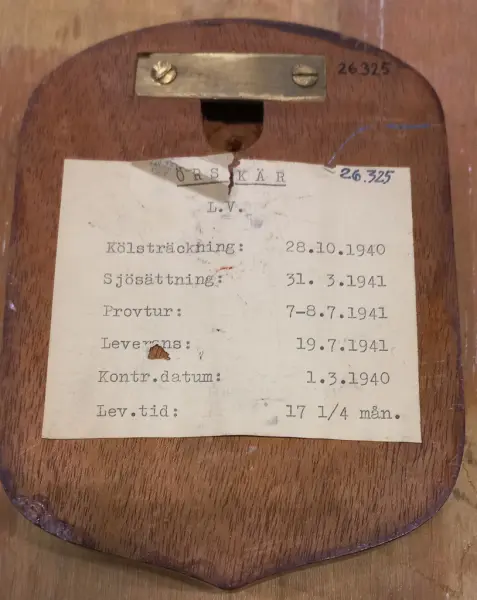 26325
ÖRSKÄR
26.325
L.V.
Kölsträckning: 28.10.1940
Sjösättning: 31. 3.1941
Provtur: 7-8.7.1941
Leverans: 19.7.1941
Kontr.datum: 1.3.1940
Lev.tid: 17 1/4 mån.